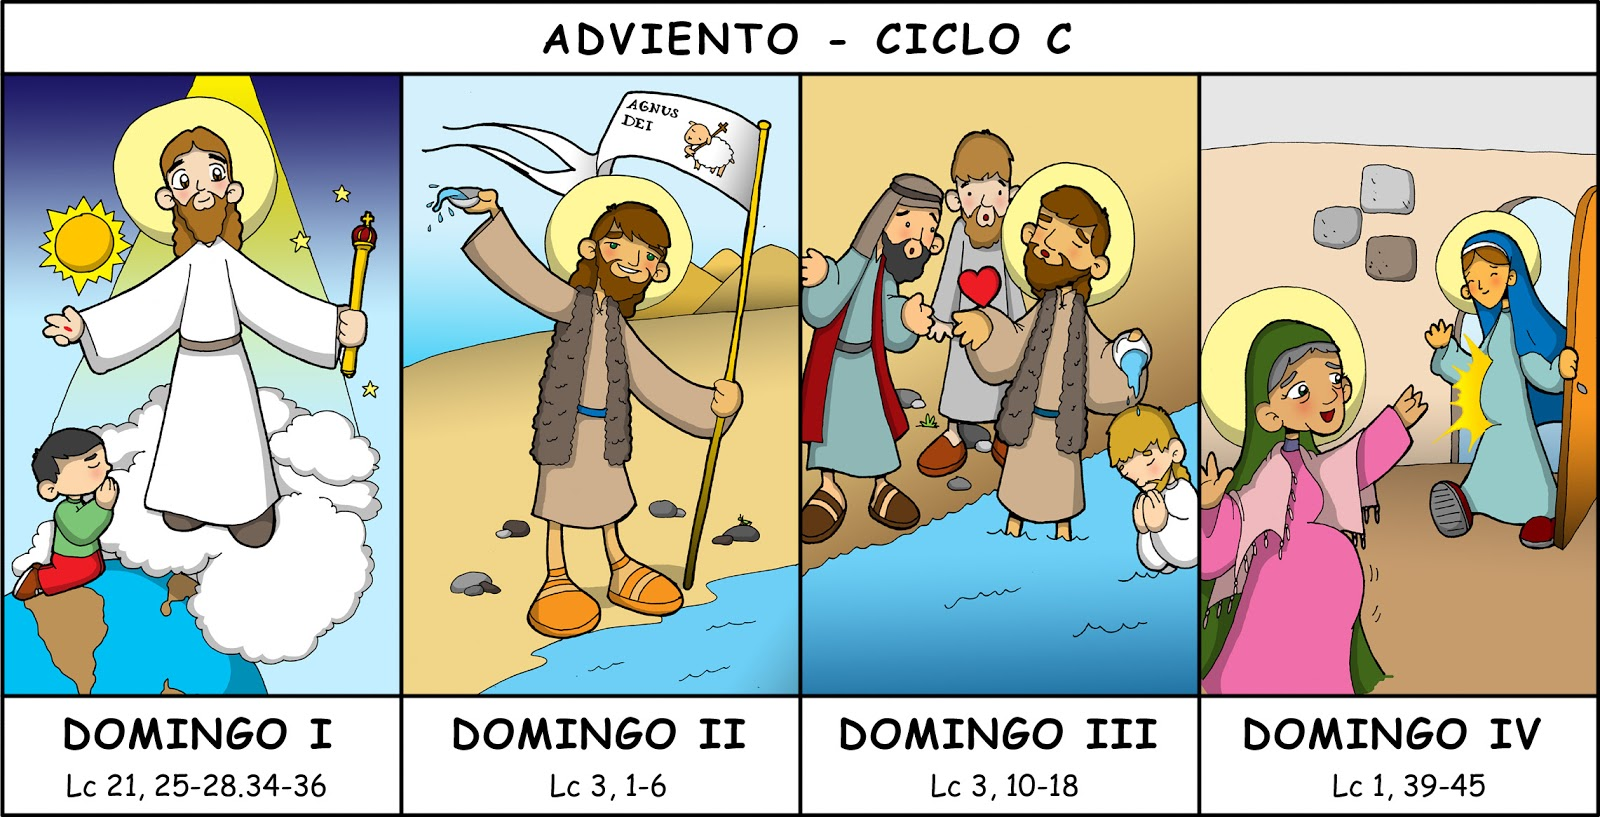 ADVIENTO - CICLO C
AGNUS
DEI
DOMINGO I
Lc 21, 25-28.34-36
DOMINGO II
Lc 3, 1-6
DOMINGO III
Lc 3, 10-18
DOMINGO IV
Lc 1, 39-45